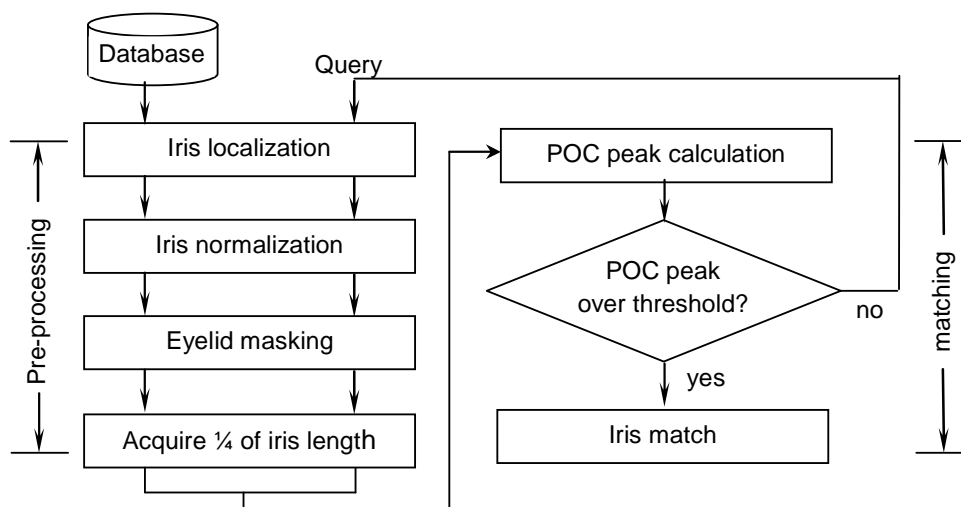 Database
Query
Iris localization
Iris normalization
Eyelid masking
Acquire ¼ of iris length
Pre-processing
POC peak calculation
POC peak
over threshold?
no
yes
Iris match
matching